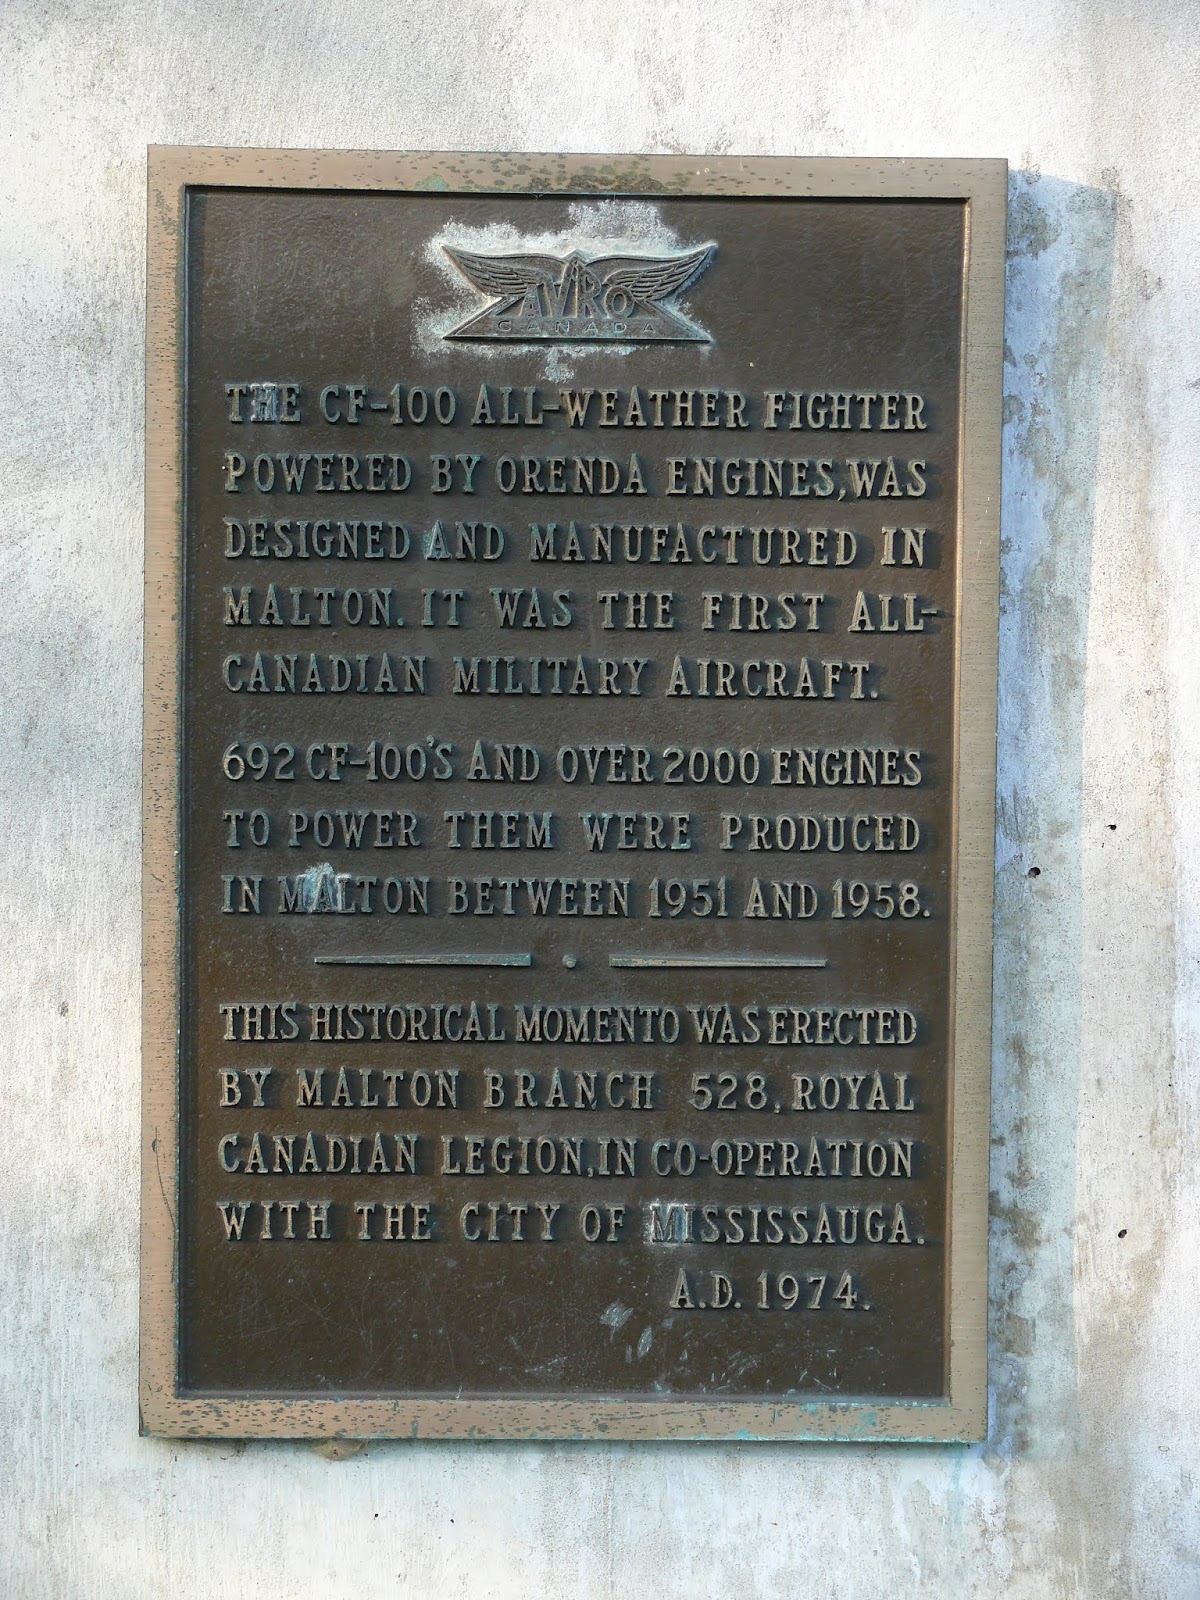 AVRO
CANADA
THE CF-100 ALL-WEATHER FIGHTER
POWERED BY ORENDA ENGINES, WAS
DESIGNED AND MANUFACTURED IN
MALTON. IT WAS THE FIRST ALL-
CANADIAN MILITARY AIRCRAFT.
692 CF-100'S AND OVER 2000 ENGINES
TO POWER THEM WERE PRODUCED
IN MALTON BETWEEN 1951 AND 1958.
THIS HISTORICAL MOMENTO WAS ERECTED
BY MALTON BRANCH 528, ROYAL
CANADIAN LEGION, IN CO-OPERATION
WITH THE CITY OF MISSISSAUGA.
A.D. 1974.